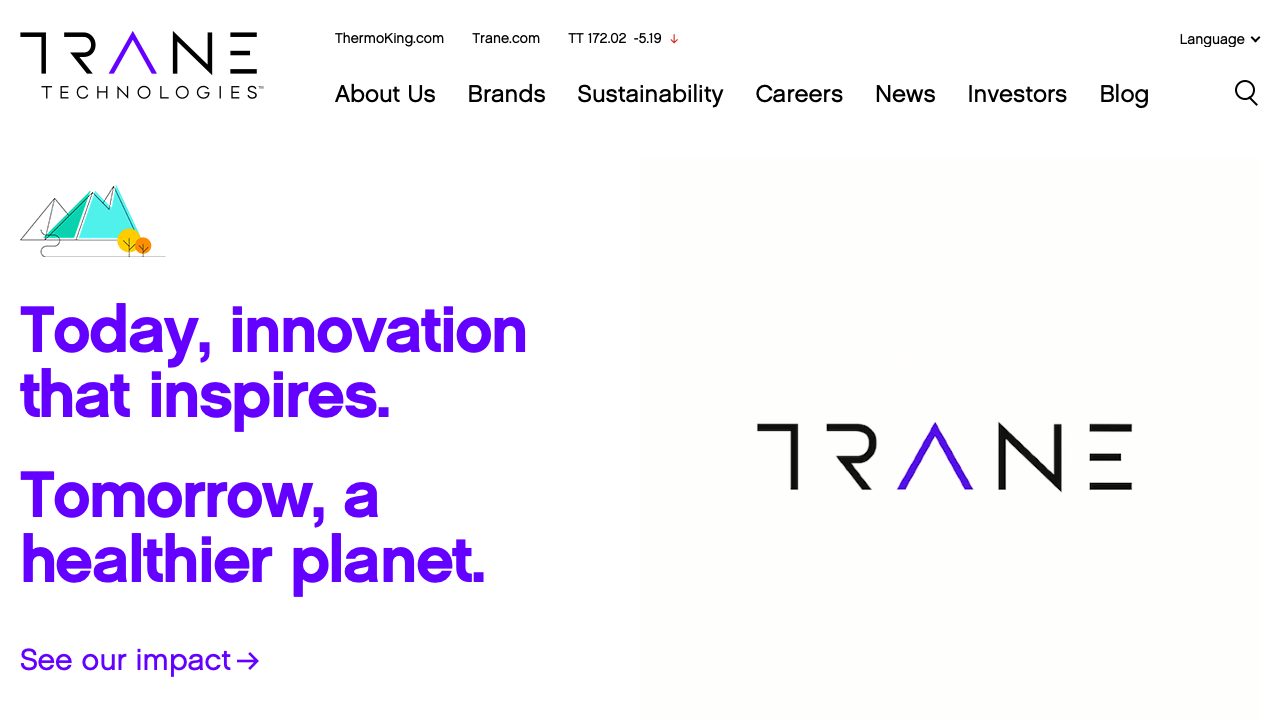 TRANE
TECHNOLOGIES™
ThermoKing.com
Trane.com
TT 172.02 -5.19 ↓
Language
About Us
Brands
Sustainability
Careers
News
Investors
Blog
Today, innovation
that inspires.
Tomorrow, a
healthier planet.
See our impact→
TRANE